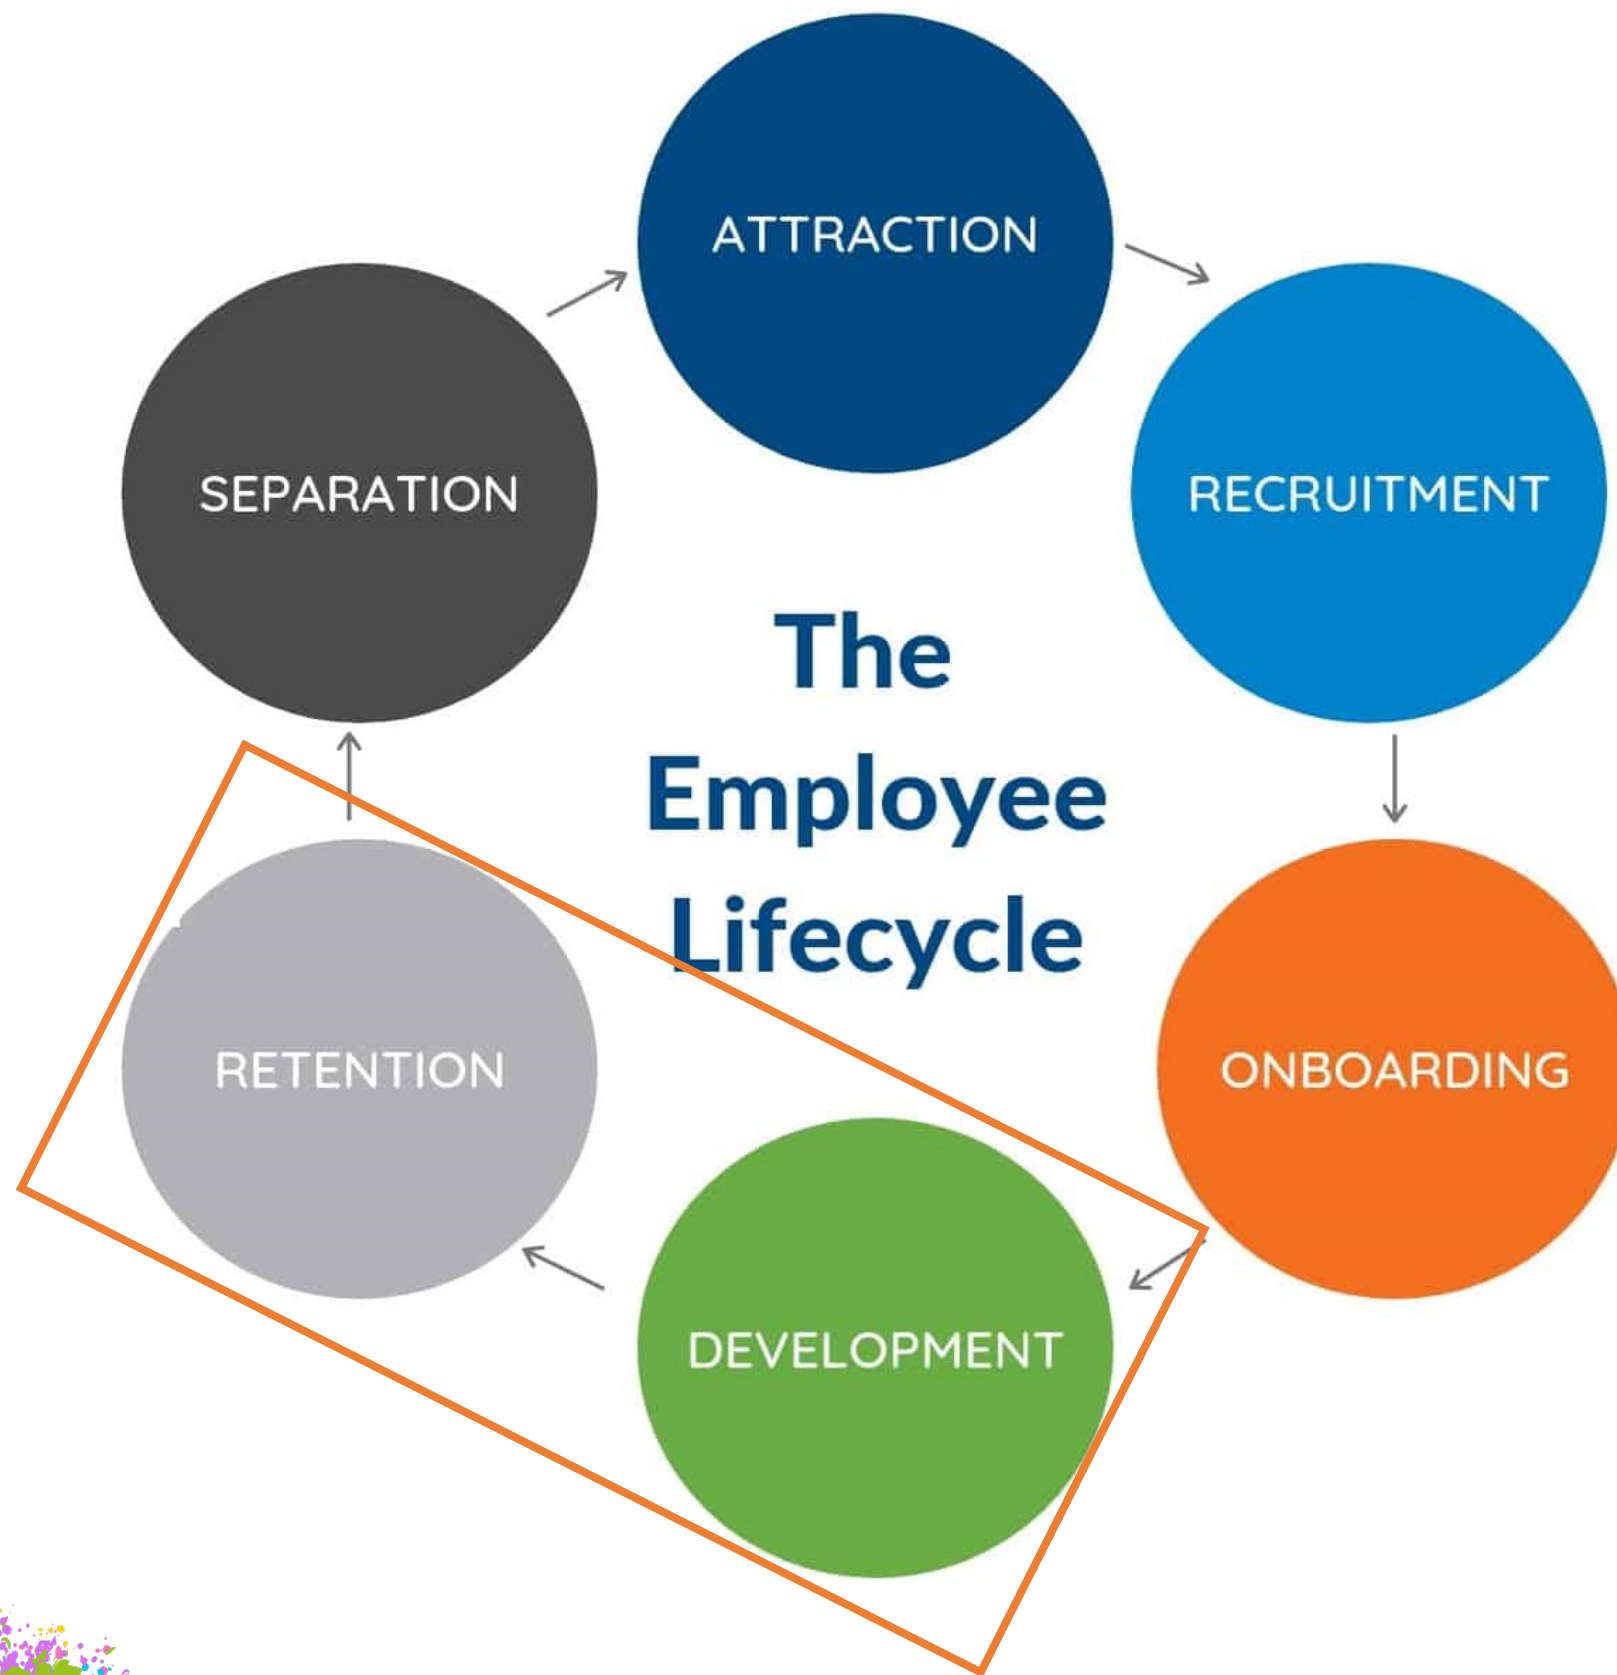 ATTRACTION
RECRUITMENT
ONBOARDING
DEVELOPMENT
RETENTION
SEPARATION
The
Employee
Lifecycle